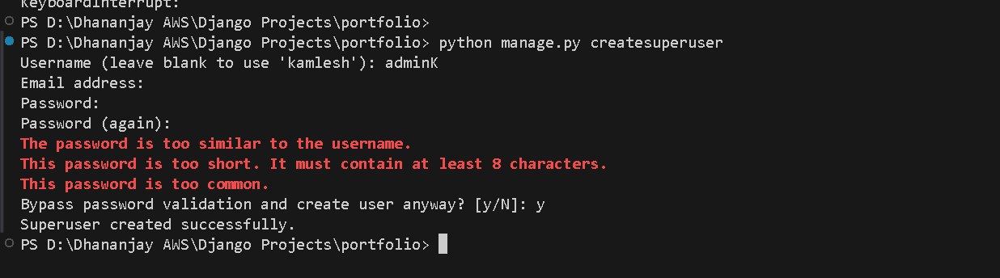 KeyboardInterrupt:
PS D:\Dhananjay AWS\Django Projects\portfolio>
PS D:\Dhananjay AWS\Django Projects\portfolio> python manage.py createsuperuser
Username (leave blank to use 'kamlesh'): adminK
Email address:
Password:
Password (again):
The password is too similar to the username.
This password is too short. It must contain at least 8 characters.
This password is too common.
Bypass password validation and create user anyway? [y/N]: y
Superuser created successfully.
PS D:\Dhananjay AWS\Django Projects\portfolio>